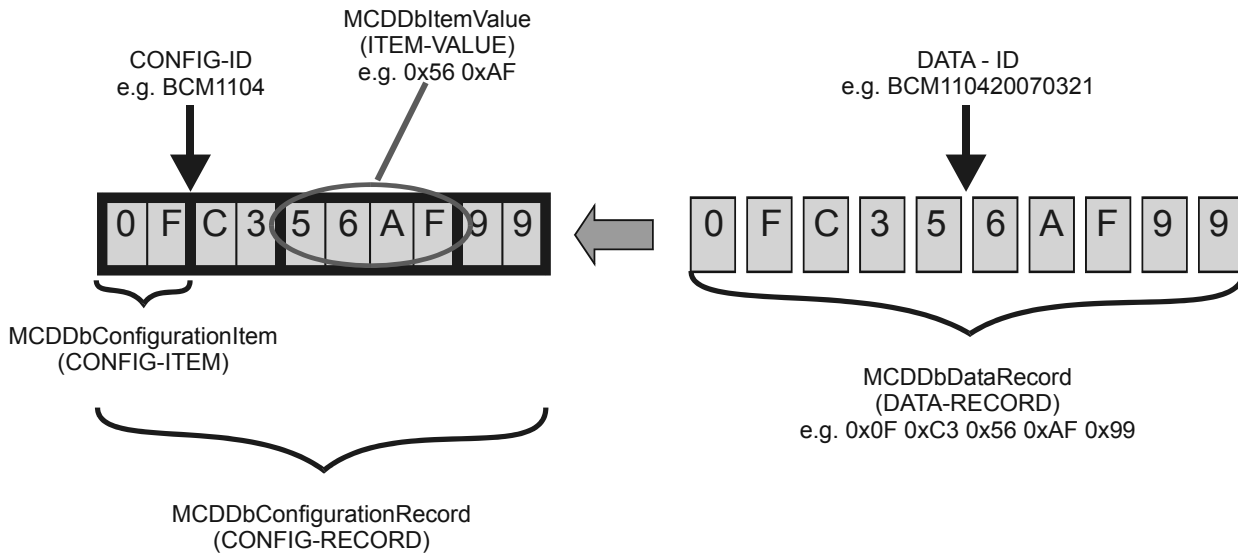 MCDDbItemValue
(ITEM-VALUE)
e.g. 0x56 0xAF
CONFIG-ID
e.g. BCM1104
DATA - ID
e.g. BCM110420070321
0 F C 3 5 6 A F 9 9
0 F C 3 5 6 A F 9 9
MCDDbConfigurationItem
(CONFIG-ITEM)
MCDDbDataRecord
(DATA-RECORD)
e.g. 0x0F 0xC3 0x56 0xAF 0x99
MCDDbConfigurationRecord
(CONFIG-RECORD)